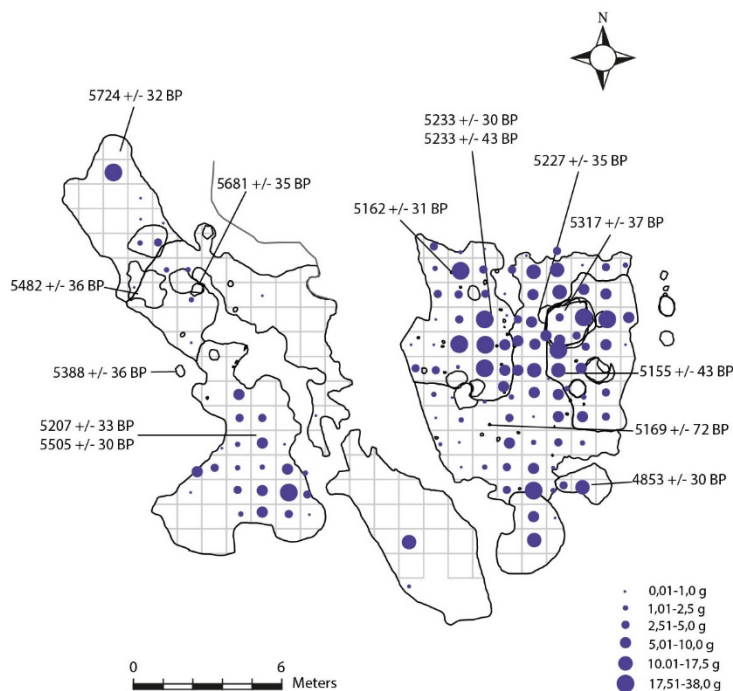 N
5724 +/- 32 BP
5233 +/- 30 BP
5233 +/- 43 BP
5227 +/- 35 BP
5681 +/- 35 BP
5162 +/- 31 BP
5317 +/- 37 BP
5482 +/- 36 BP
5388 +/- 36 BP
5155 +/- 43 BP
5207 +/- 33 BP
5505 +/- 30 BP
5169 +/- 72 BP
4853 +/- 30 BP
0,01-1,0 g
1,01-2,5 g
2,51-5,0 g
5,01-10,0 g
10.01-17,5 g
17,51-38,0 g
0 6
Meters